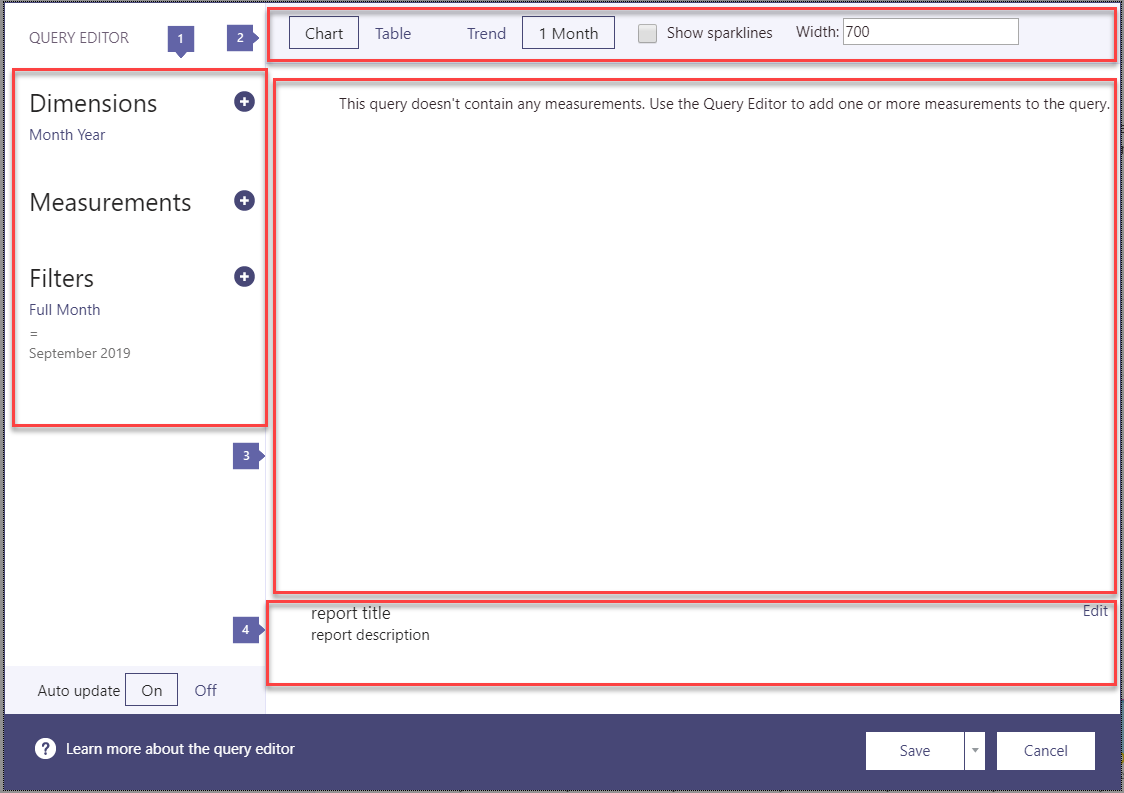 QUERY EDITOR
1
2
Chart
Table
Trend
1 Month
Show sparklines
Width:
700
Dimensions
Month Year
Measurements
Filters
Full Month
=
September 2019
This query doesn't contain any measurements. Use the Query Editor to add one or more measurements to the query.
3
4
report title
Edit
report description
Auto update
On
Off
? Learn more about the query editor
Save
Cancel